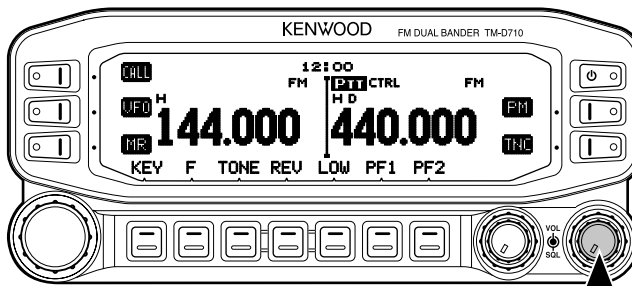 KENWOOD FM DUAL BANDER TM-D710
12:00
CALL FM PTT CTRL FM
VFO H H D PM
MR 144.000 440.000 TNC
KEY F TONE REV LOW PF1 PF2
VOL
SQL